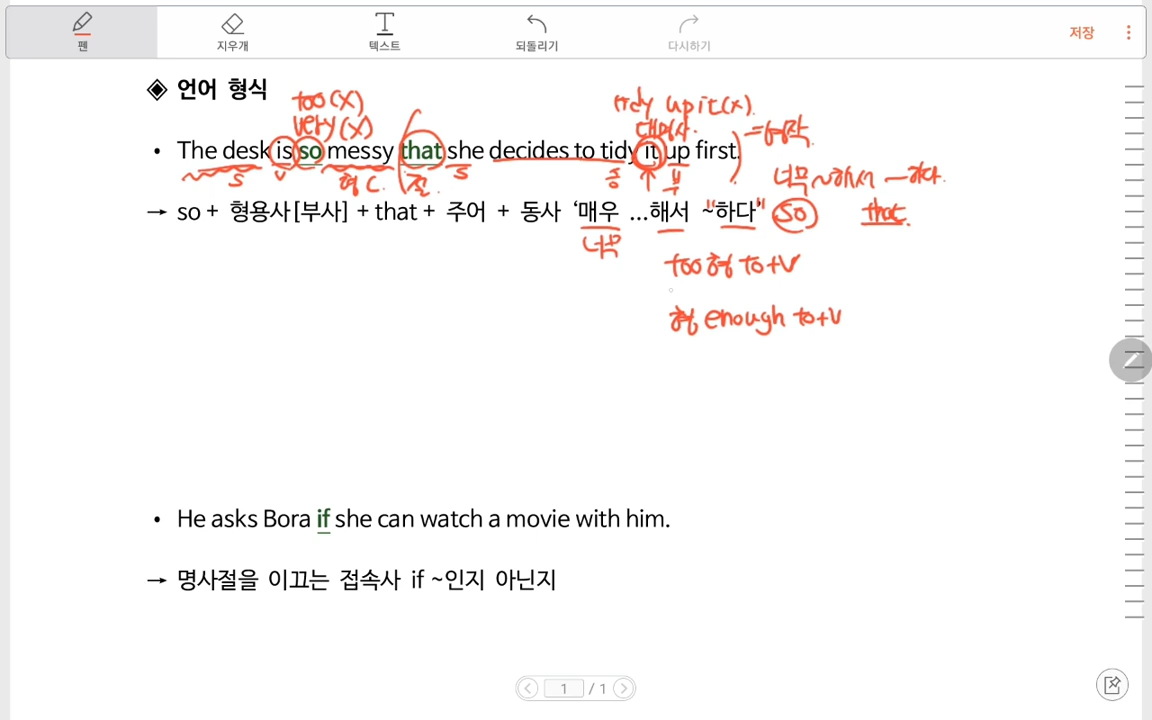 펜 지우개 텍스트 되돌리기 다시하기 저장
◈ 언어 형식
too(x) tidy up it(x).
very(x) 대명사. =동작
• The desk is so messy that she decides to tidy it up first.
S V 형 C. 절. S 동 부 너무 ~해서 —하다.
→ so + 형용사[부사] + that + 주어 + 동사 ‘매우 …해서 ~하다’ so that.
너무
too 형 to+V
형 enough to+V
• He asks Bora if she can watch a movie with him.
→ 명사절을 이끄는 접속사 if ~인지 아닌지
1 / 1